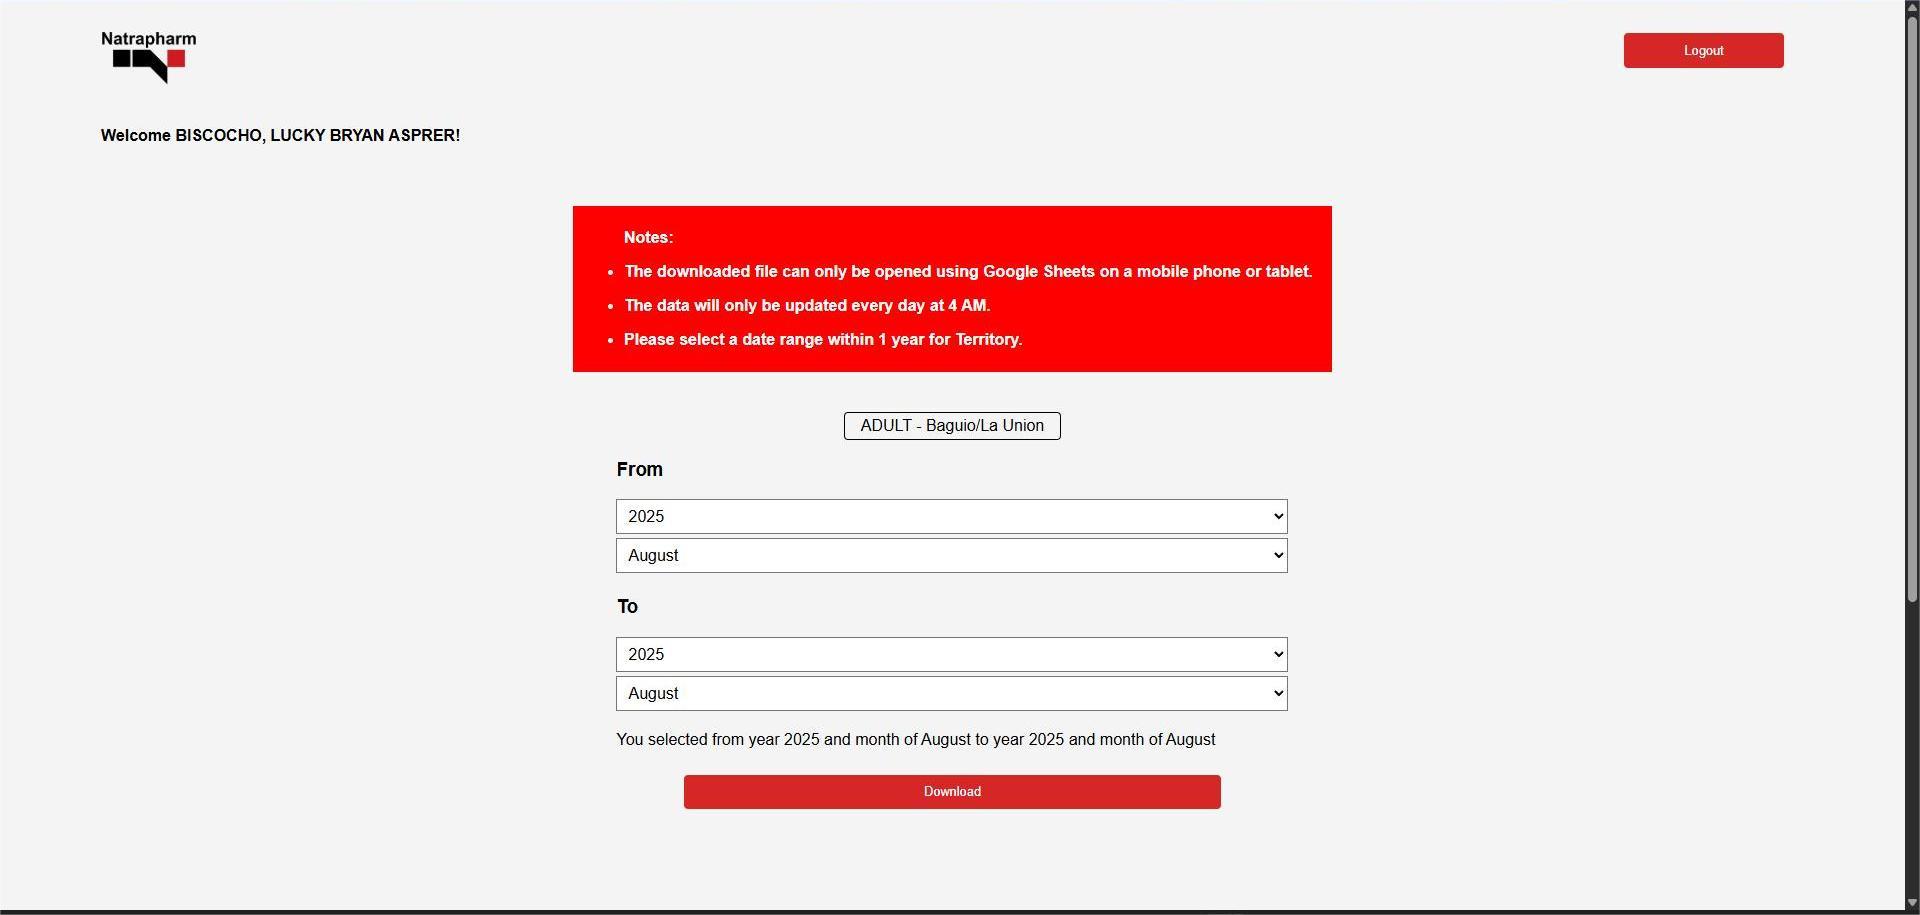 Natrapharm
Logout
Welcome BISCOCHO, LUCKY BRYAN ASPRER!
Notes:
The downloaded file can only be opened using Google Sheets on a mobile phone or tablet.
The data will only be updated every day at 4 AM.
Please select a date range within 1 year for Territory.
ADULT - Baguio/La Union
From
2025
August
To
2025
August
You selected from year 2025 and month of August to year 2025 and month of August
Download